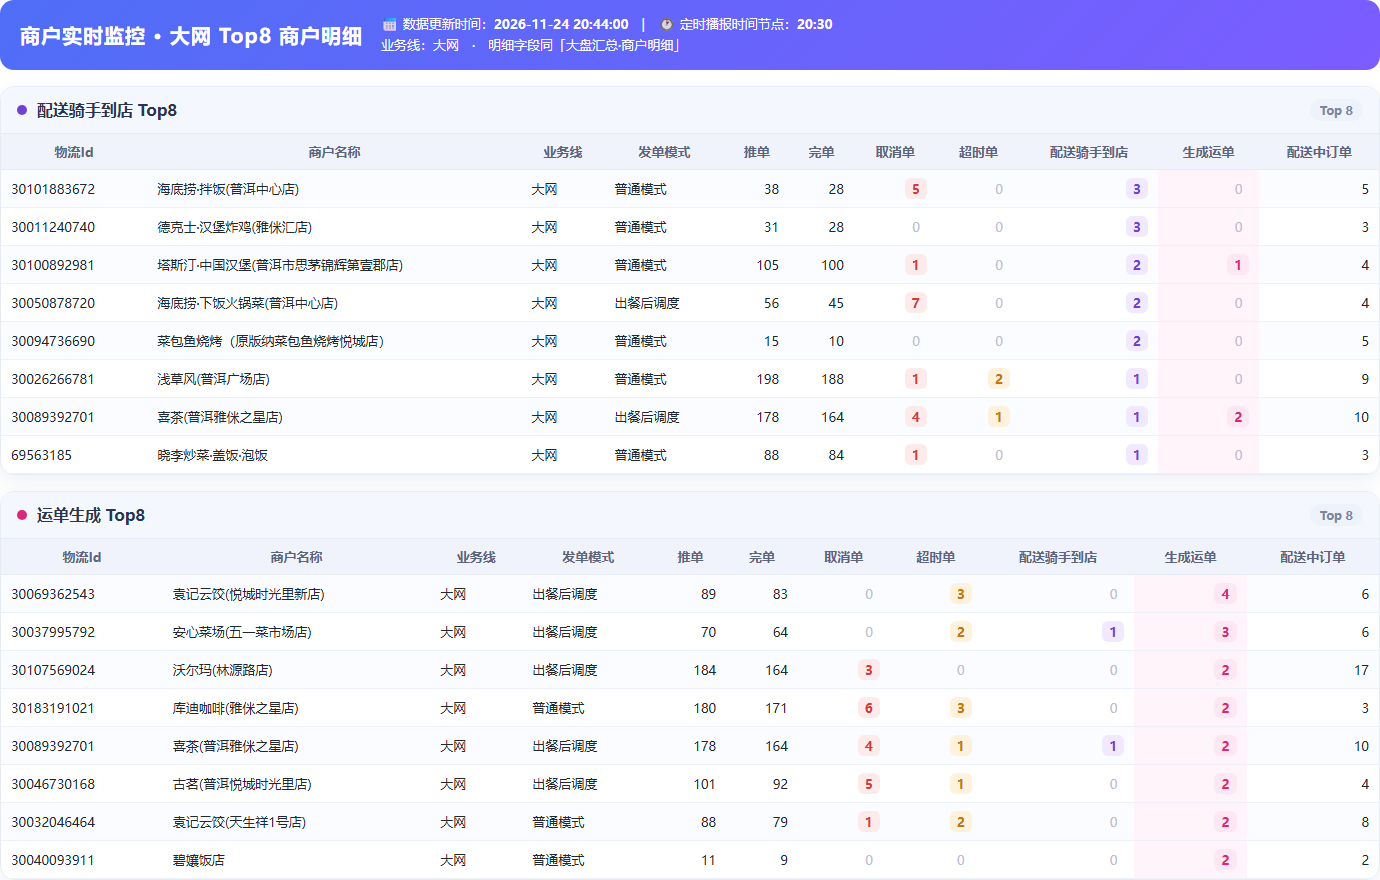 商户实时监控 · 大网 Top8 商户明细
数据更新时间：2026-11-24 20:44:00 | 定时播报时间节点：20:30
业务线：大网 · 明细字段同「大盘汇总·商户明细」
配送骑手到店 Top8 Top 8
物流Id 商户名称 业务线 发单模式 推单 完单 取消单 超时单 配送骑手到店 生成运单 配送中订单
30101883672 海底捞·拌饭(普洱中心店) 大网 普通模式 38 28 5 0 3 0 5
30011240740 德克士·汉堡炸鸡(雅侎汇店) 大网 普通模式 31 28 0 0 3 0 3
30100892981 塔斯汀·中国汉堡(普洱市思茅锦辉第壹郡店) 大网 普通模式 105 100 1 0 2 1 4
30050878720 海底捞·下饭火锅菜(普洱中心店) 大网 出餐后调度 56 45 7 0 2 0 4
30094736690 菜包鱼烧烤（原版纳菜包鱼烧烤悦城店） 大网 普通模式 15 10 0 0 2 0 5
30026266781 浅草风(普洱广场店) 大网 普通模式 198 188 1 2 1 0 9
30089392701 喜茶(普洱雅侎之星店) 大网 出餐后调度 178 164 4 1 1 2 10
69563185 晓李炒菜·盖饭·泡饭 大网 普通模式 88 84 1 0 1 0 3
运单生成 Top8 Top 8
物流Id 商户名称 业务线 发单模式 推单 完单 取消单 超时单 配送骑手到店 生成运单 配送中订单
30069362543 袁记云饺(悦城时光里新店) 大网 出餐后调度 89 83 0 3 0 4 6
30037995792 安心菜场(五一菜市场店) 大网 出餐后调度 70 64 0 2 1 3 6
30107569024 沃尔玛(林源路店) 大网 出餐后调度 184 164 3 0 0 2 17
30183191021 库迪咖啡(雅侎之星店) 大网 普通模式 180 171 6 3 0 2 3
30089392701 喜茶(普洱雅侎之星店) 大网 出餐后调度 178 164 4 1 1 2 10
30046730168 古茗(普洱悦城时光里店) 大网 出餐后调度 101 92 5 1 0 2 4
30032046464 袁记云饺(天生祥1号店) 大网 普通模式 88 79 1 2 0 2 8
30040093911 碧孃饭店 大网 普通模式 11 9 0 0 0 2 2